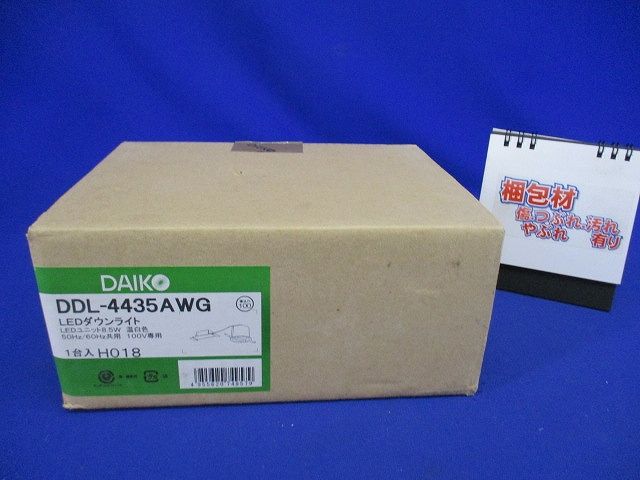 DAIKO
DDL-4435AWG
LEDダウンライト
LEDユニット8.5W 温白色
50Hz/60Hz共用 100V専用
1台入 H018
100
梱包材
傷 つぶれ 汚れ
やぶれ 有り